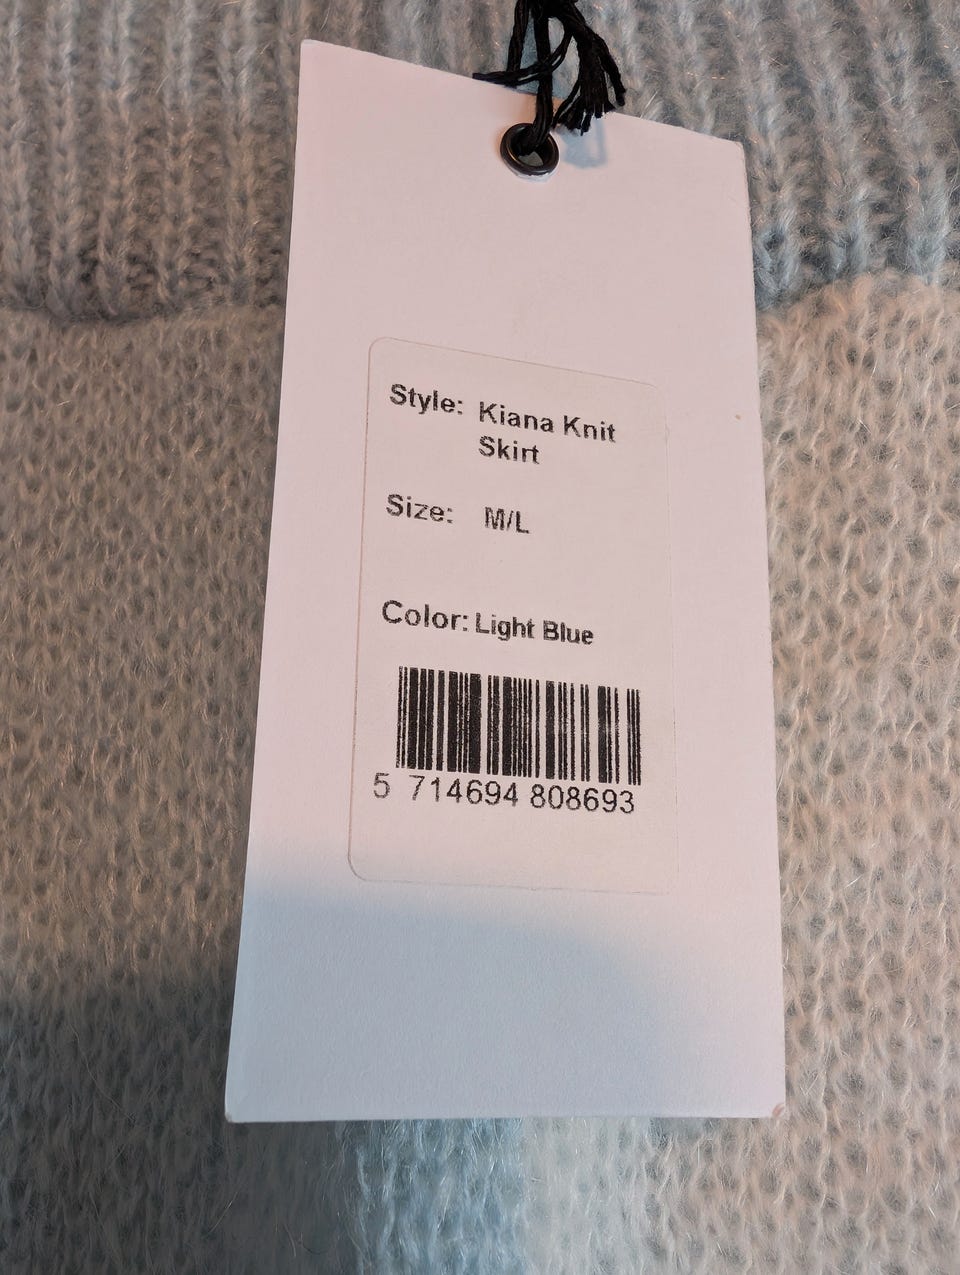 Style: Kiana Knit
Skirt
Size: M/L
Color: Light Blue
5 714694 808693